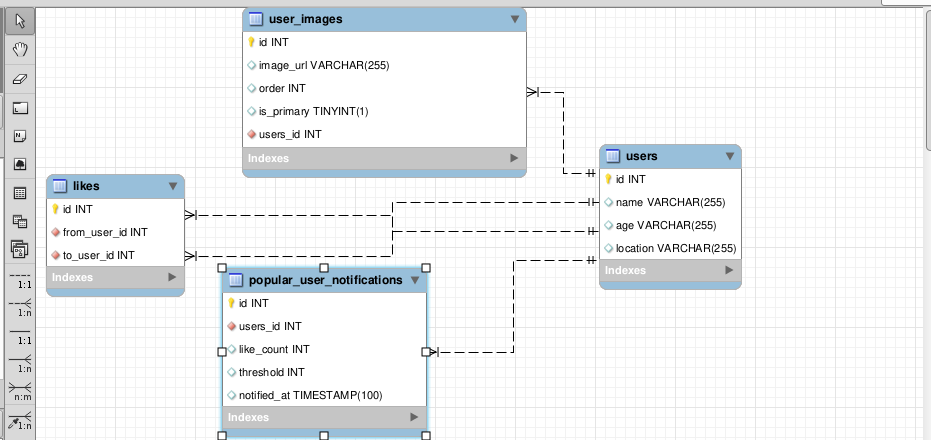 user_images
id INT
image_url VARCHAR(255)
order INT
is_primary TINYINT(1)
users_id INT
Indexes
users
id INT
name VARCHAR(255)
age VARCHAR(255)
location VARCHAR(255)
Indexes
likes
id INT
from_user_id INT
to_user_id INT
Indexes
popular_user_notifications
id INT
users_id INT
like_count INT
threshold INT
notified_at TIMESTAMP(100)
Indexes
1:1
1:n
1:1
1:n
n:m
1:n